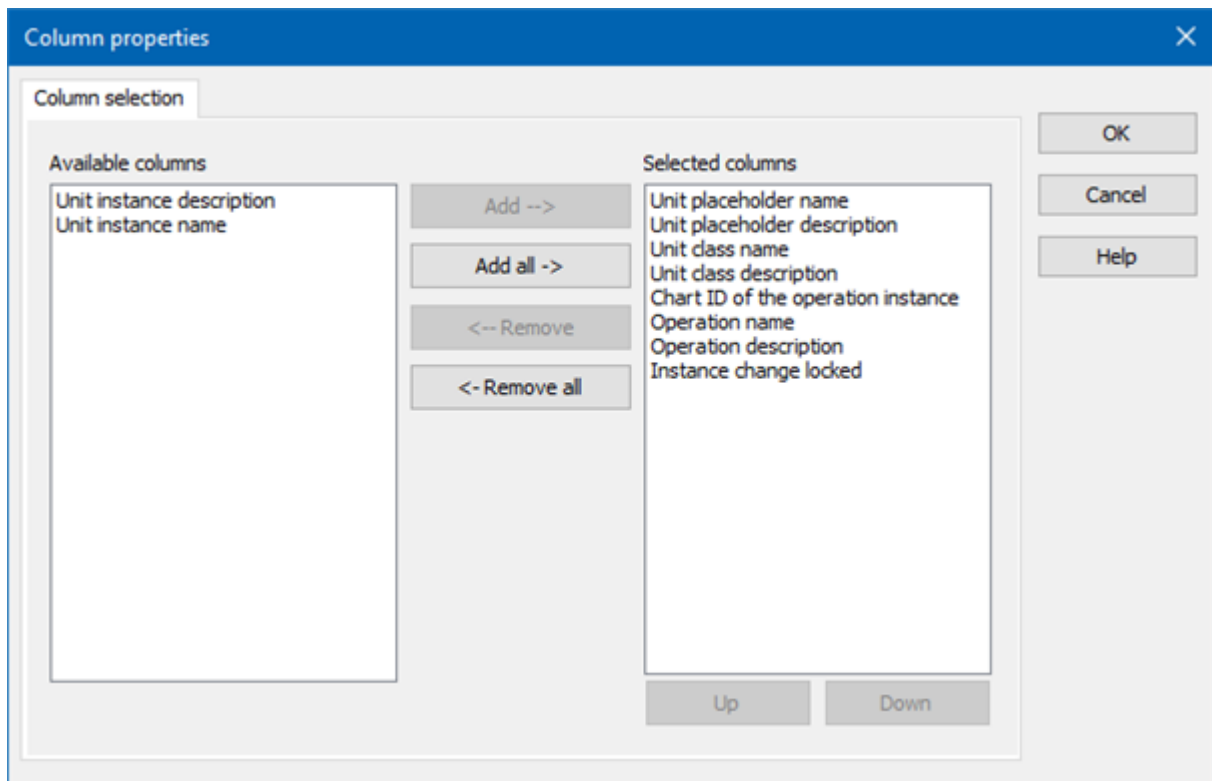 Column properties
Column selection
Available columns
Unit instance description
Unit instance name
Add -->
Add all ->
<-- Remove
<- Remove all
Selected columns
Unit placeholder name
Unit placeholder description
Unit class name
Unit class description
Chart ID of the operation instance
Operation name
Operation description
Instance change locked
Up
Down
OK
Cancel
Help